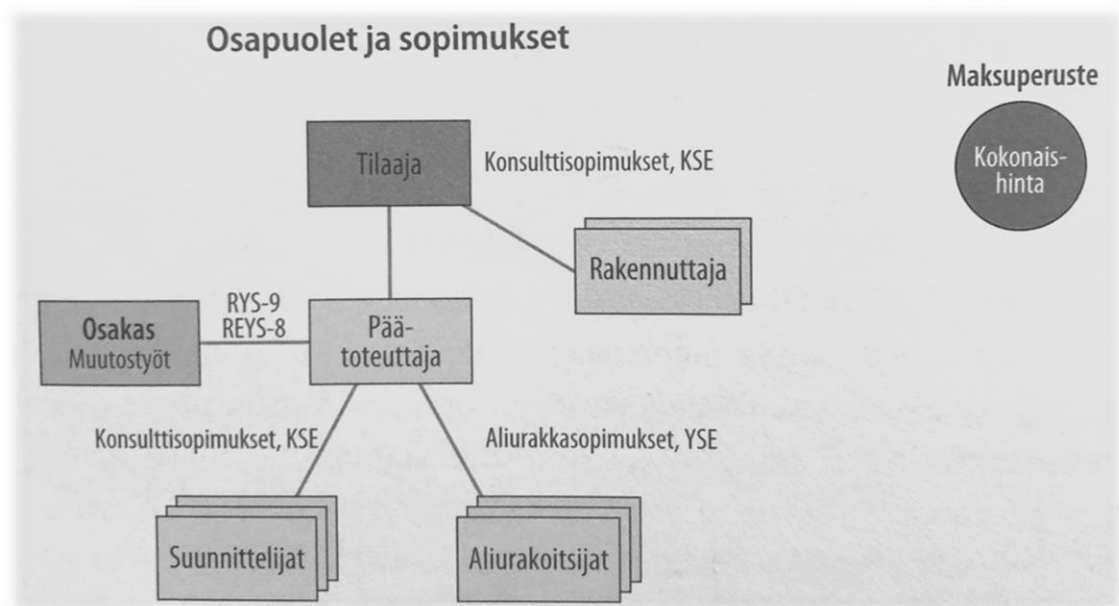 Osapuolet ja sopimukset
Maksuperuste
Kokonais-
hinta
Tilaaja
Konsulttisopimukset, KSE
Rakennuttaja
RYS-9
REYS-8
Osakas
Muutostyöt
Pää-
toteuttaja
Konsulttisopimukset, KSE
Aliurakkasopimukset, YSE
Suunnittelijat
Aliurakoitsijat